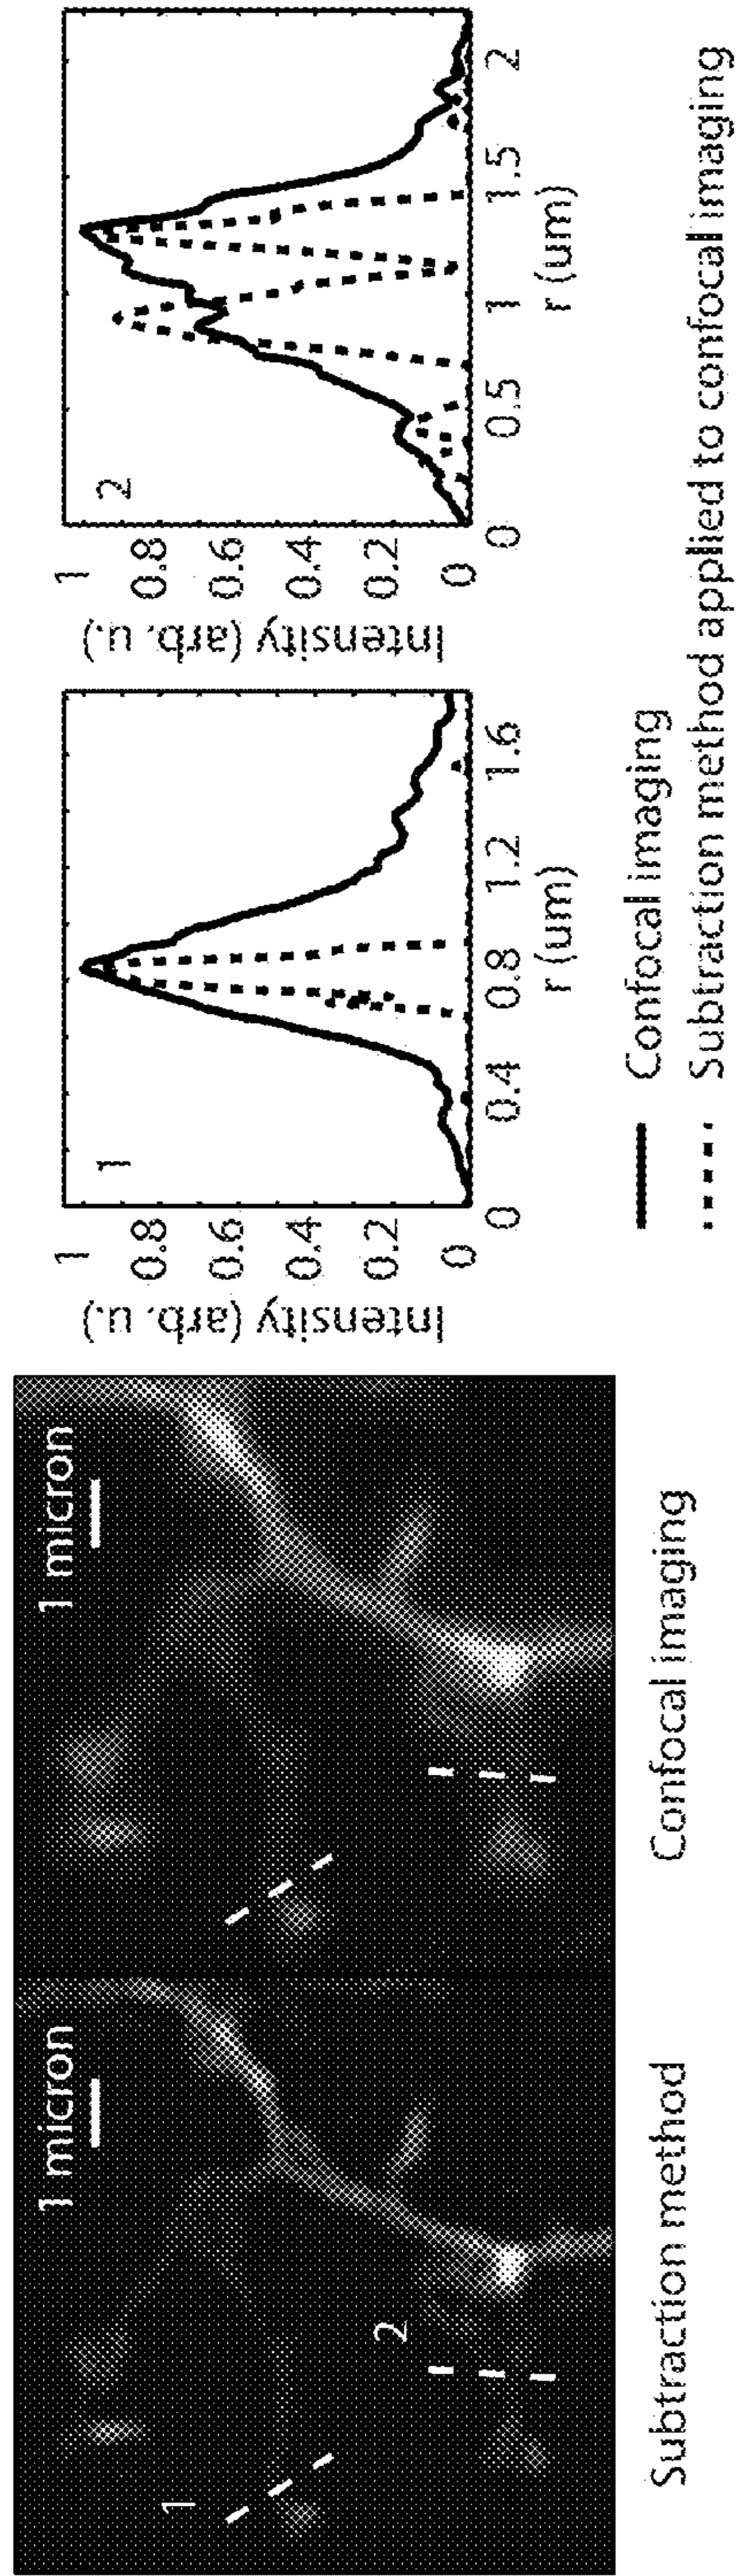 1
2
1 micron
1 micron
Subtraction method
Confocal imaging
Intensity (arb. u.)
1
0.8
0.6
0.4
0.2
0
1
0
0.4
0.8
1.2
1.6
r (um)
Intensity (arb. u.)
1
0.8
0.6
0.4
0.2
0
2
0
0.5
1
1.5
2
r (um)
Confocal imaging
Subtraction method applied to confocal imaging